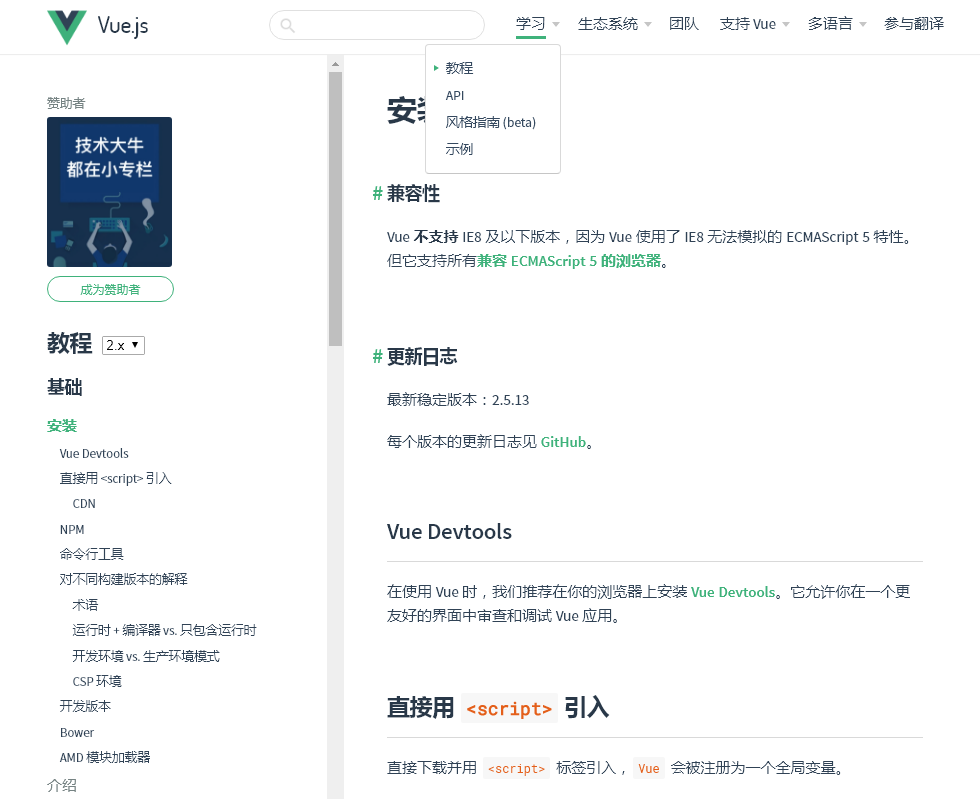 Vue.js
学习
生态系统
团队
支持 Vue
多语言
参与翻译
教程
API
风格指南 (beta)
示例
赞助者
技术大牛
都在小专栏
成为赞助者
教程 2.x
基础
安装
Vue Devtools
直接用 <script> 引入
CDN
NPM
命令行工具
对不同构建版本的解释
术语
运行时 + 编译器 vs. 只包含运行时
开发环境 vs. 生产环境模式
CSP 环境
开发版本
Bower
AMD 模块加载器
介绍
安装
# 兼容性
Vue 不支持 IE8 及以下版本，因为 Vue 使用了 IE8 无法模拟的 ECMAScript 5 特性。
但它支持所有兼容 ECMAScript 5 的浏览器。
# 更新日志
最新稳定版本：2.5.13
每个版本的更新日志见 GitHub。
Vue Devtools
在使用 Vue 时，我们推荐在你的浏览器上安装 Vue Devtools。它允许你在一个更
友好的界面中审查和调试 Vue 应用。
直接用 <script> 引入
直接下载并用 <script> 标签引入，Vue 会被注册为一个全局变量。